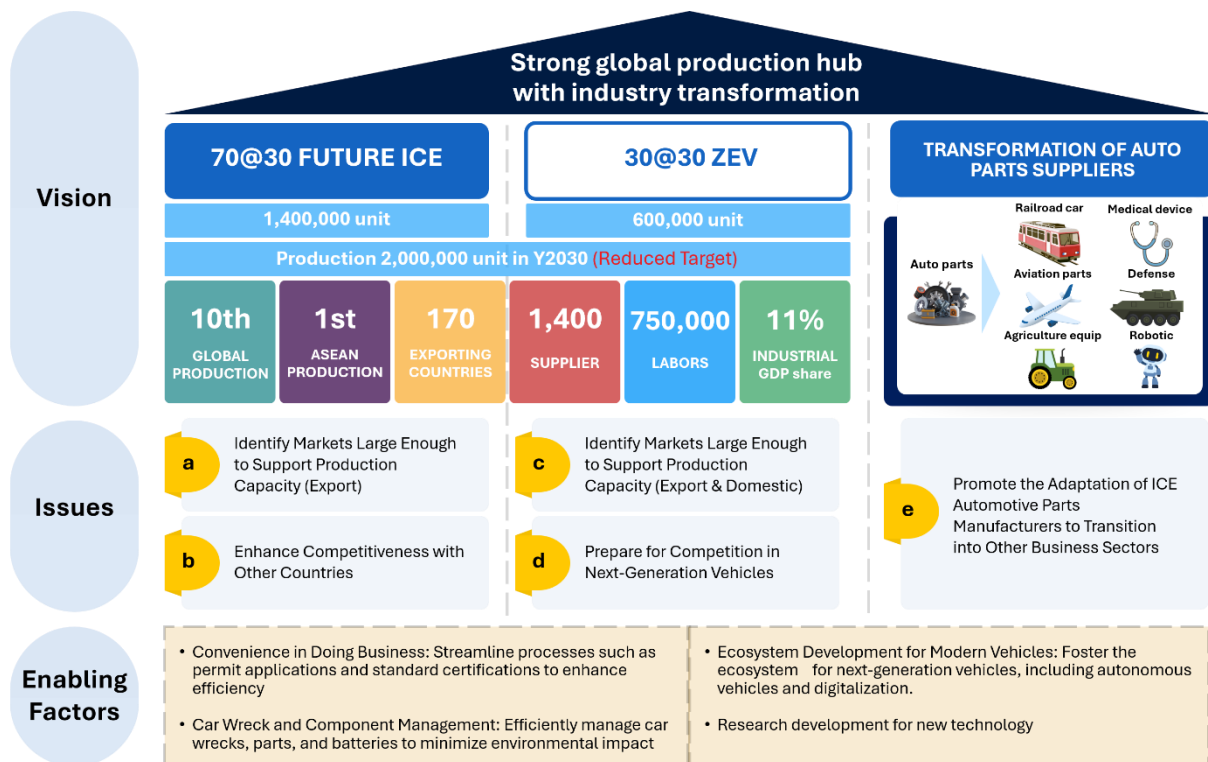 Strong global production hub
with industry transformation
Vision
70@30 FUTURE ICE
30@30 ZEV
TRANSFORMATION OF AUTO
PARTS SUPPLIERS
1,400,000 unit
600,000 unit
Production 2,000,000 unit in Y2030 (Reduced Target)
10th
GLOBAL
PRODUCTION
1st
ASEAN
PRODUCTION
170
EXPORTING
COUNTRIES
1,400
SUPPLIER
750,000
LABORS
11%
INDUSTRIAL
GDP share
Auto parts
Railroad car
Medical device
Aviation parts
Defense
Agriculture equip
Robotic
Issues
a
Identify Markets Large Enough
to Support Production
Capacity (Export)
b
Enhance Competitiveness with
Other Countries
c
Identify Markets Large Enough
to Support Production
Capacity (Export & Domestic)
d
Prepare for Competition in
Next-Generation Vehicles
e
Promote the Adaptation of ICE
Automotive Parts
Manufacturers to Transition
into Other Business Sectors
Enabling
Factors
• Convenience in Doing Business: Streamline processes such as
permit applications and standard certifications to enhance
efficiency
• Car Wreck and Component Management: Efficiently manage car
wrecks, parts, and batteries to minimize environmental impact
• Ecosystem Development for Modern Vehicles: Foster the
ecosystem for next-generation vehicles, including autonomous
vehicles and digitalization.
• Research development for new technology